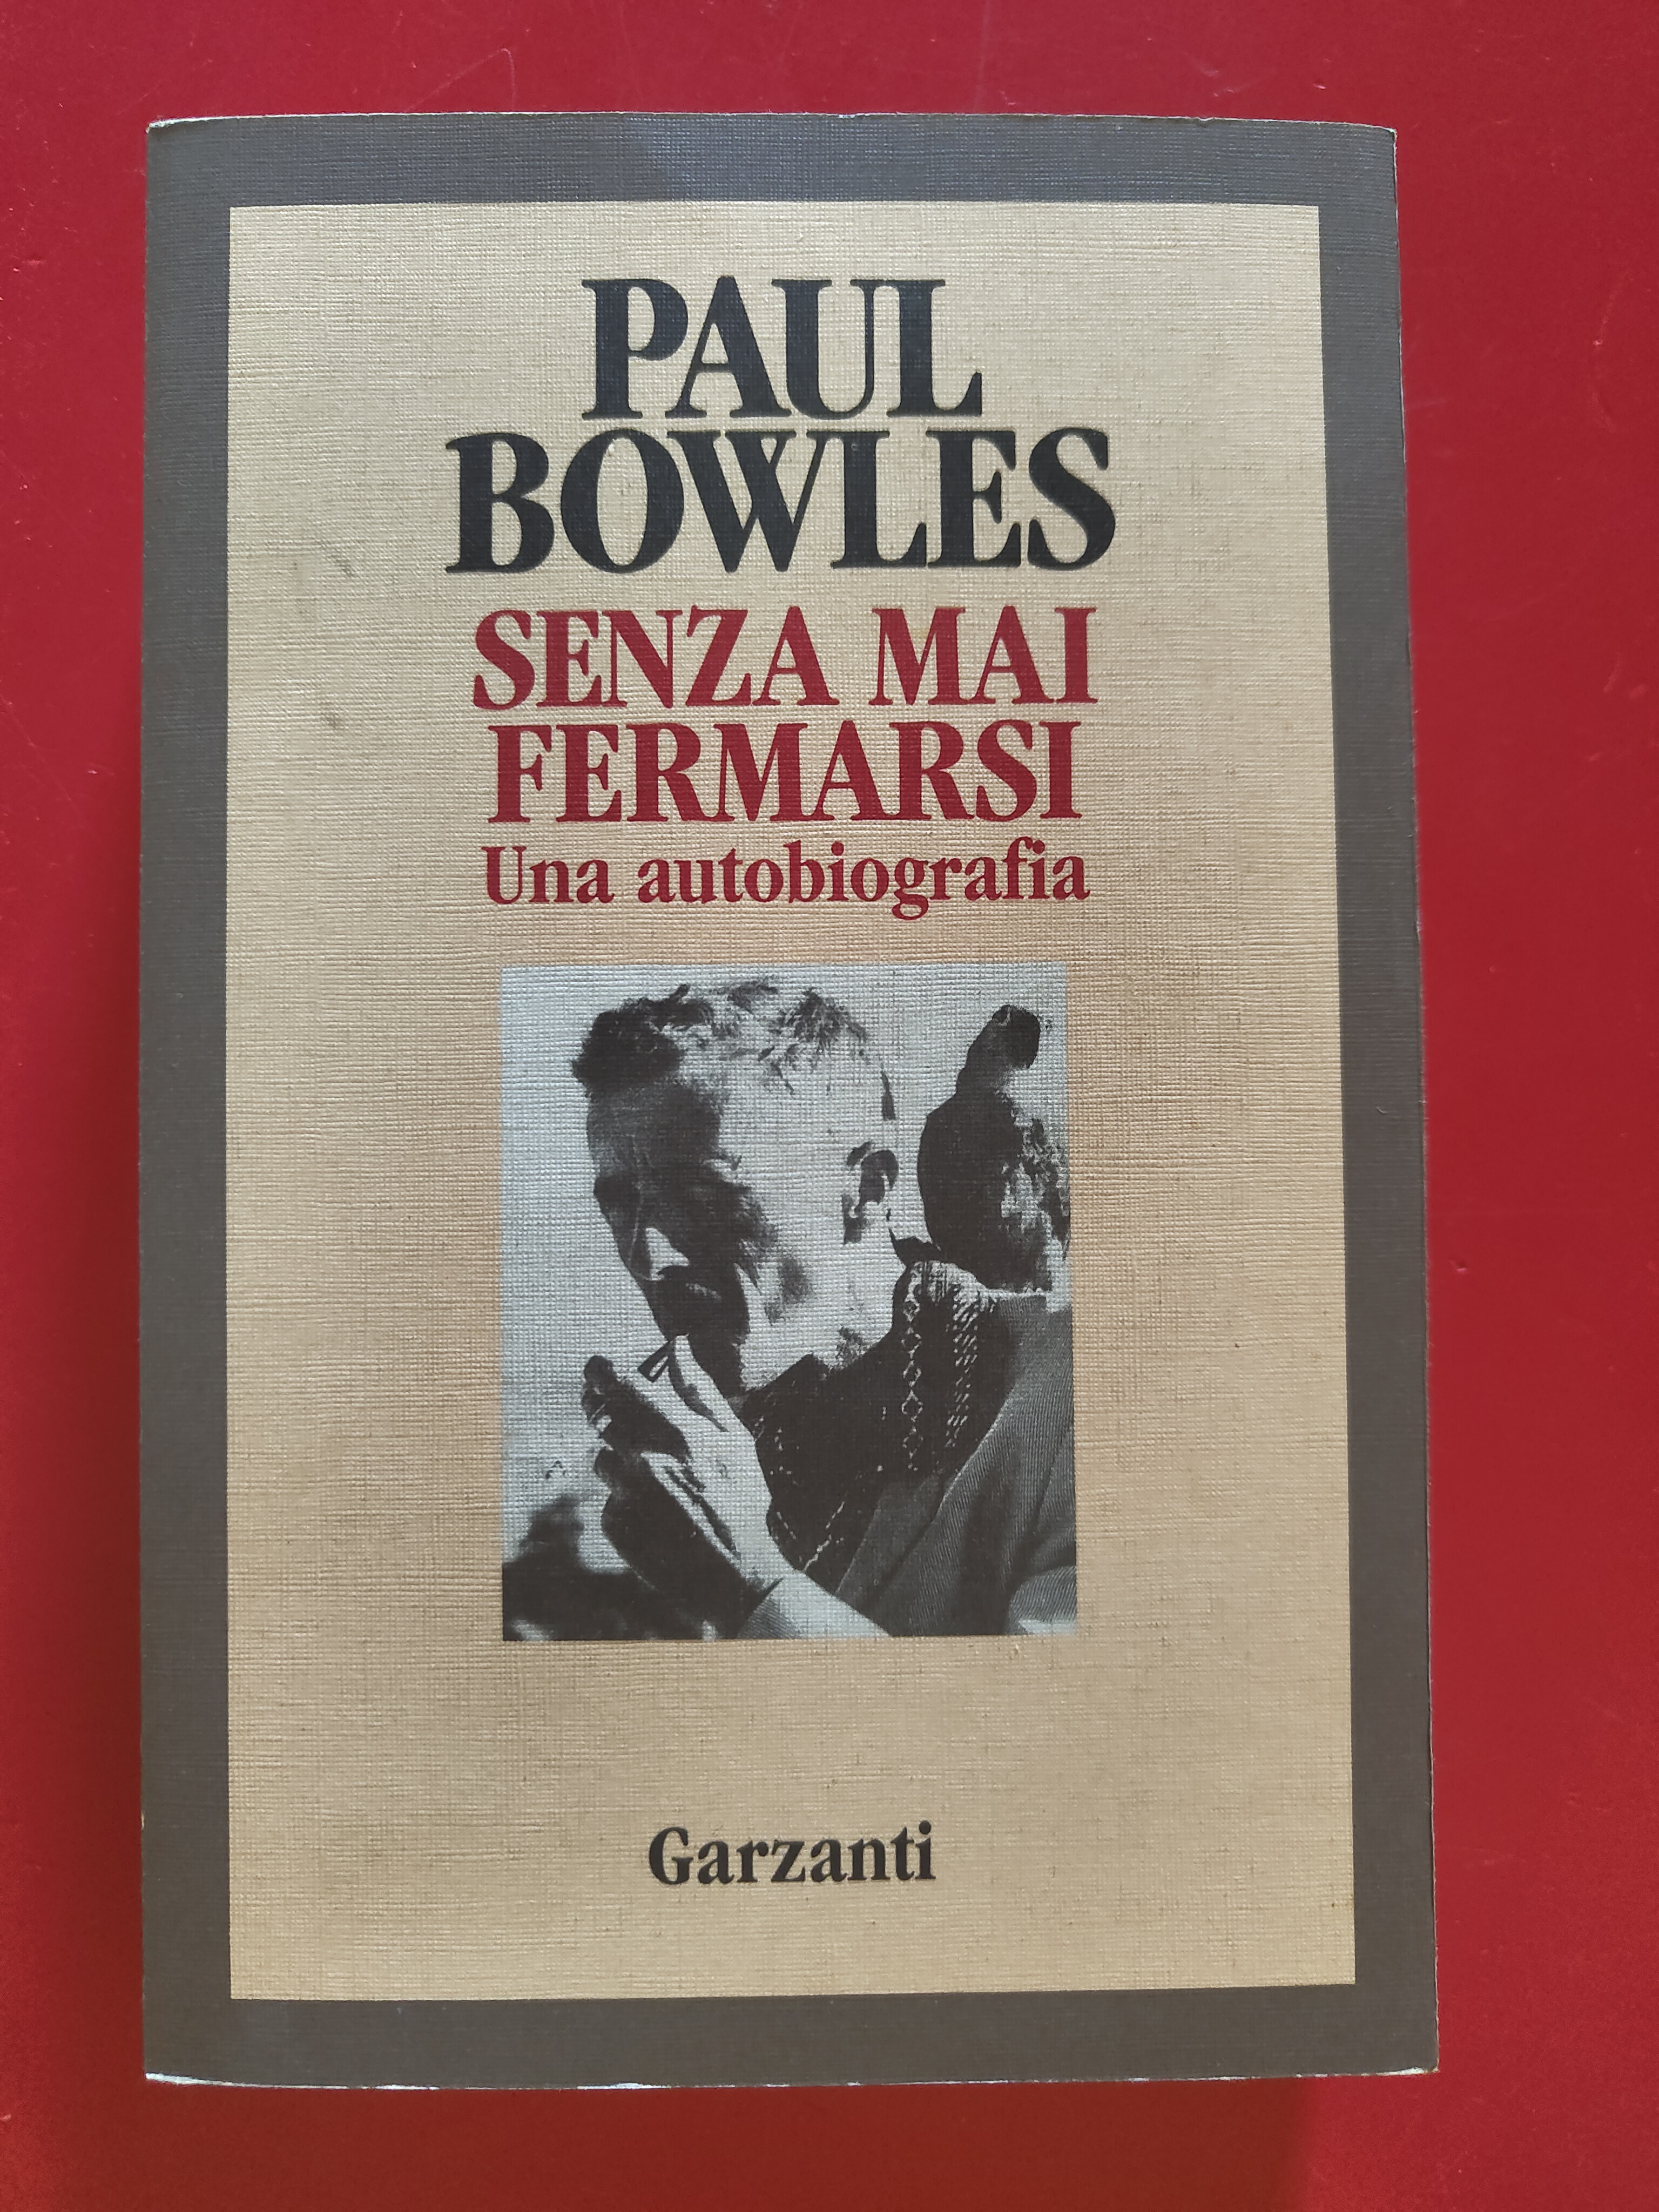 PAUL
BOWLES
SENZA MAI
FERMARSI
Una autobiografia
Garzanti